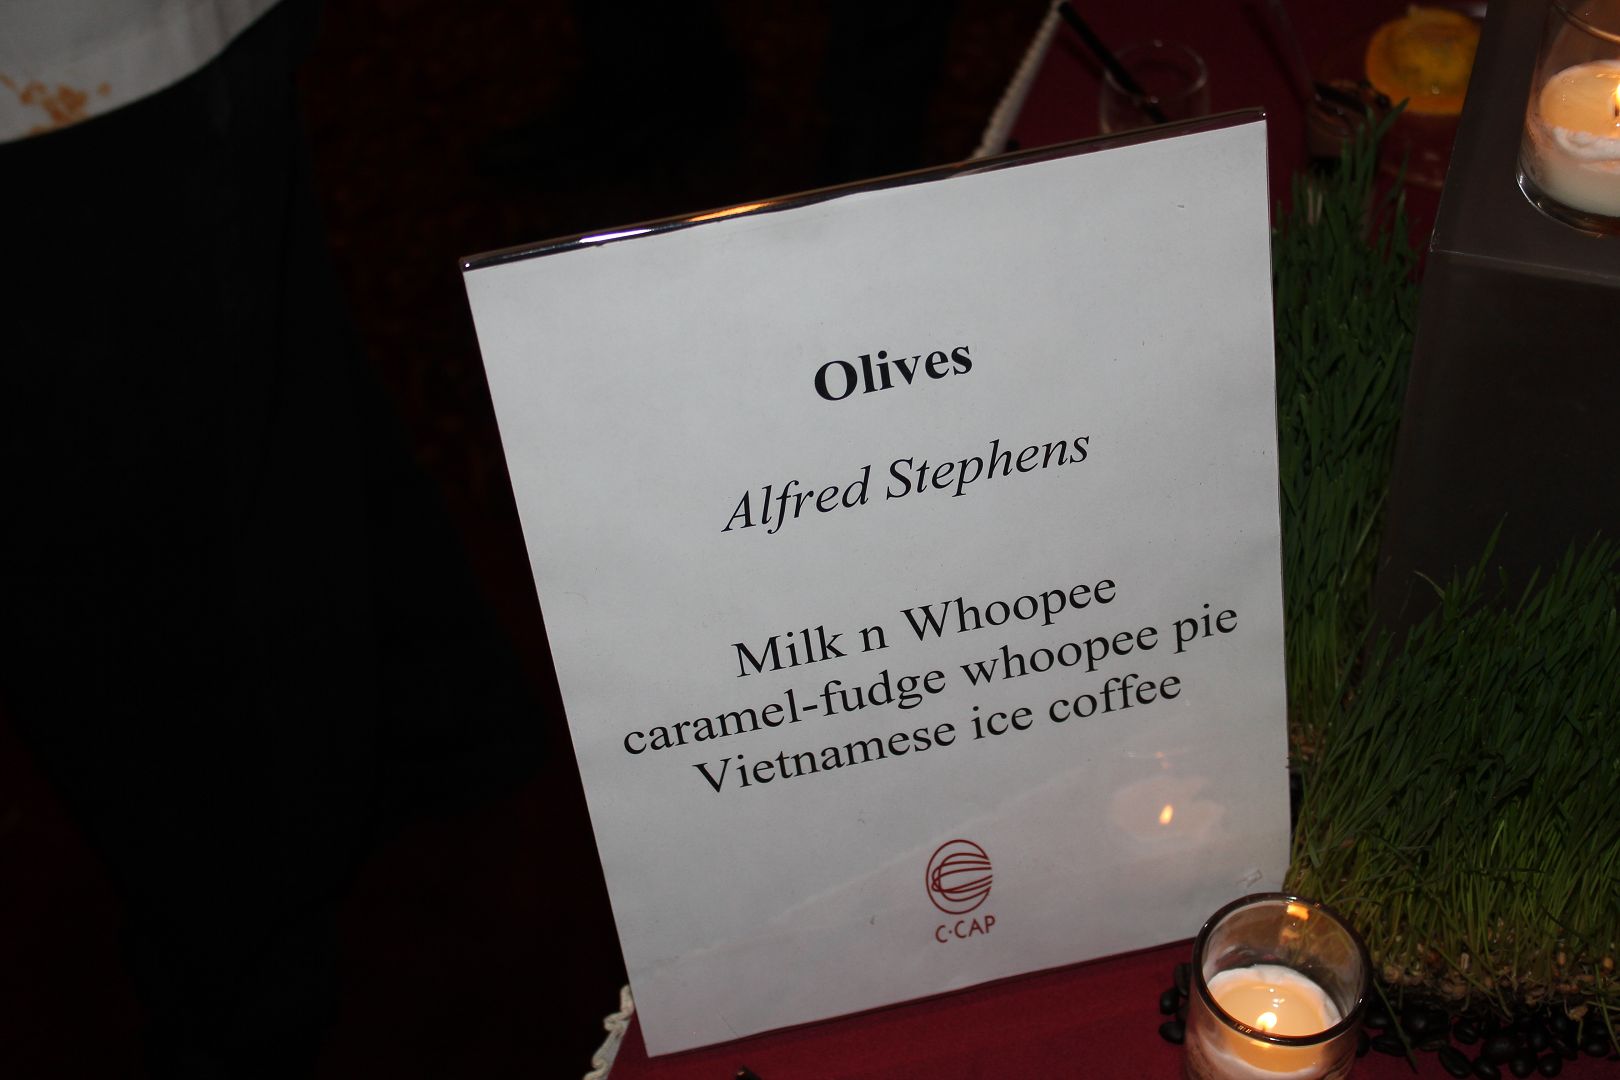 Olives
Alfred Stephens
Milk n Whoopee
caramel-fudge whoopee pie
Vietnamese ice coffee
C·CAP